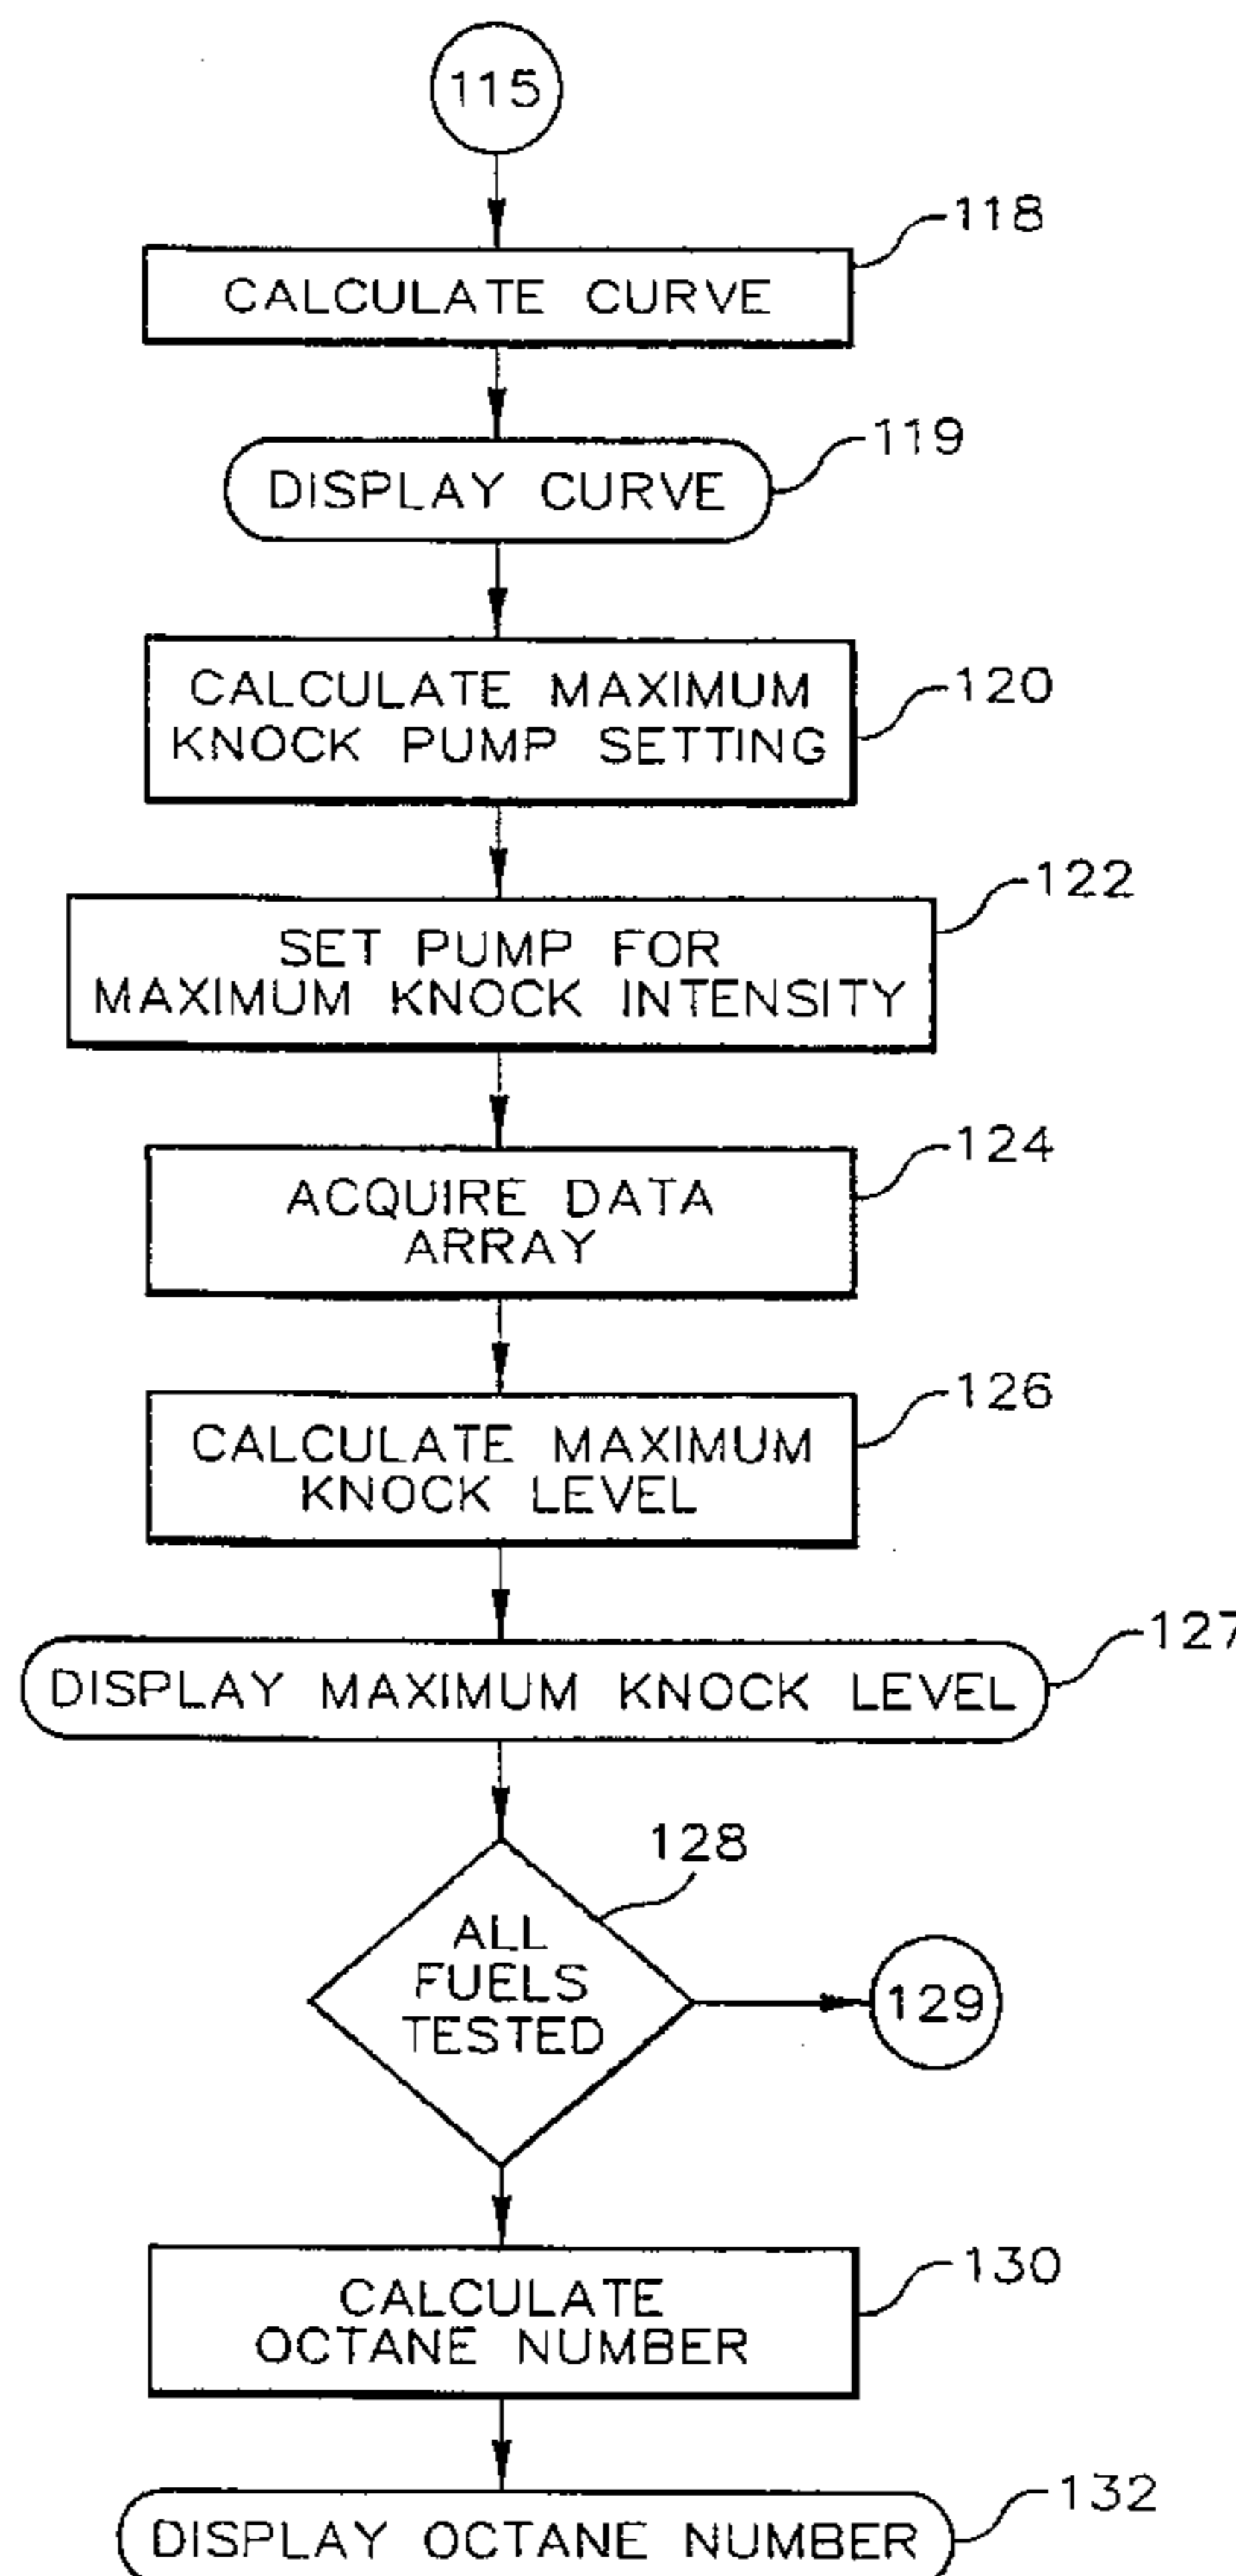 115
118
CALCULATE CURVE
119
DISPLAY CURVE
120
CALCULATE MAXIMUM
KNOCK PUMP SETTING
122
SET PUMP FOR
MAXIMUM KNOCK INTENSITY
124
ACQUIRE DATA
ARRAY
126
CALCULATE MAXIMUM
KNOCK LEVEL
127
DISPLAY MAXIMUM KNOCK LEVEL
128
ALL
FUELS
TESTED
129
130
CALCULATE
OCTANE NUMBER
132
DISPLAY OCTANE NUMBER